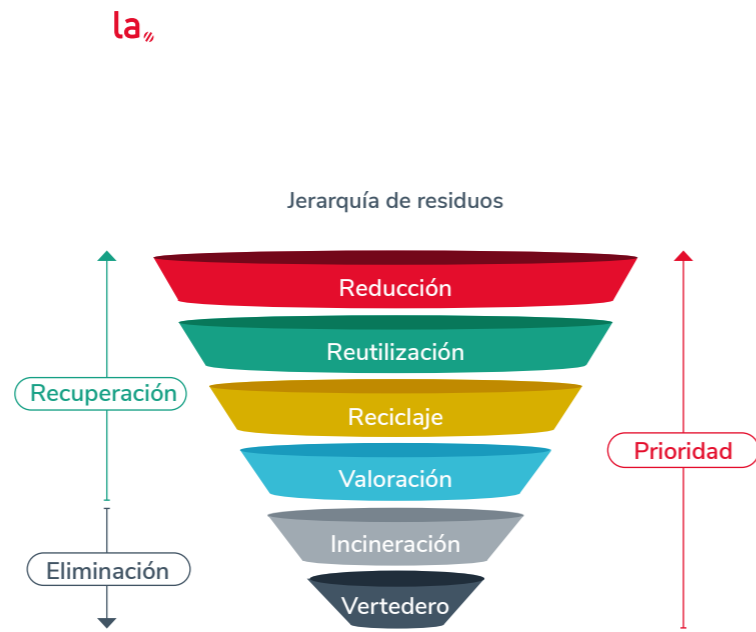 la
Jerarquía de residuos
Reducción
Reutilización
Recuperación
Reciclaje
Prioridad
Valoración
Incineración
Eliminación
Vertedero